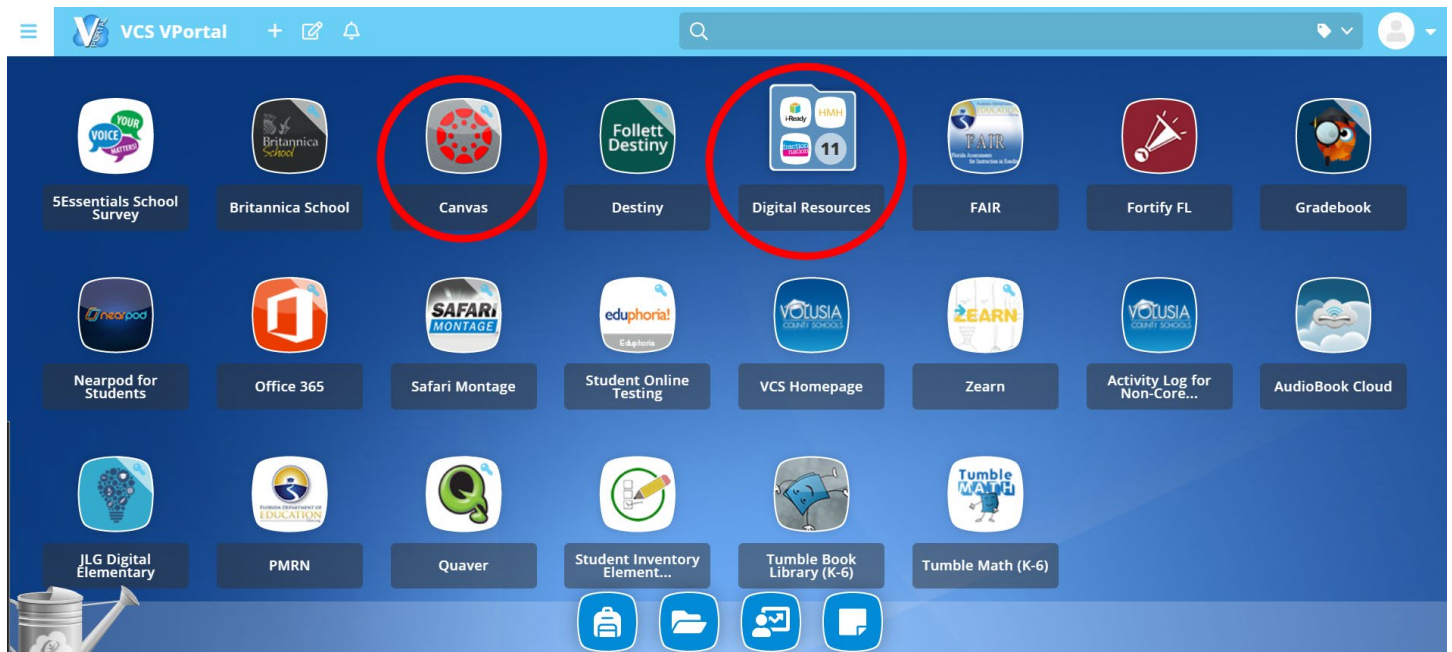 VCS VPortal
YOUR
VOICE
MATTERS!
Britannica
School
Follett
Destiny
i-Ready
HMH
fraction
nation
11
EDUCATION
FAIR
5Essentials School
Survey
Britannica School
Canvas
Destiny
Digital Resources
FAIR
Fortify FL
Gradebook
nearpod
SAFARI
MONTAGE
eduphoria!
Eduphoria
VOLUSIA
COUNTY SCHOOLS
ZEARN
VOLUSIA
COUNTY SCHOOLS
Nearpod for
Students
Office 365
Safari Montage
Student Online
Testing
VCS Homepage
Zearn
Activity Log for
Non-Core...
AudioBook Cloud
FLORIDA DEPARTMENT OF
EDUCATION
Tumble
MATH
JLG Digital
Elementary
PMRN
Quaver
Student Inventory
Element...
Tumble Book
Library (K-6)
Tumble Math (K-6)